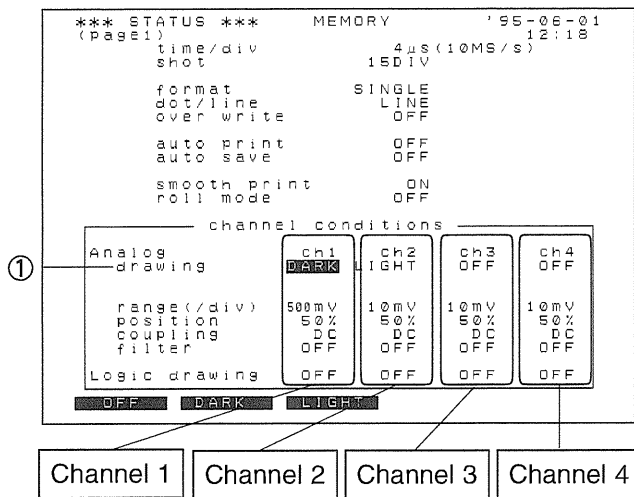 *** STATUS *** MEMORY '95-06-01
(page1) 12:18
time/div 4µs(10MS/s)
shot 15DIV
format SINGLE
dot/line LINE
over write OFF
auto print OFF
auto save OFF
smooth print ON
roll mode OFF
channel conditions
Analog ch1 ch2 ch3 ch4
① drawing DARK LIGHT OFF OFF
range(/div) 500mV 10mV 10mV 10mV
position 50% 50% 50% 50%
coupling DC DC DC DC
filter OFF OFF OFF OFF
Logic drawing OFF OFF OFF OFF
OFF DARK LIGHT
Channel 1 Channel 2 Channel 3 Channel 4